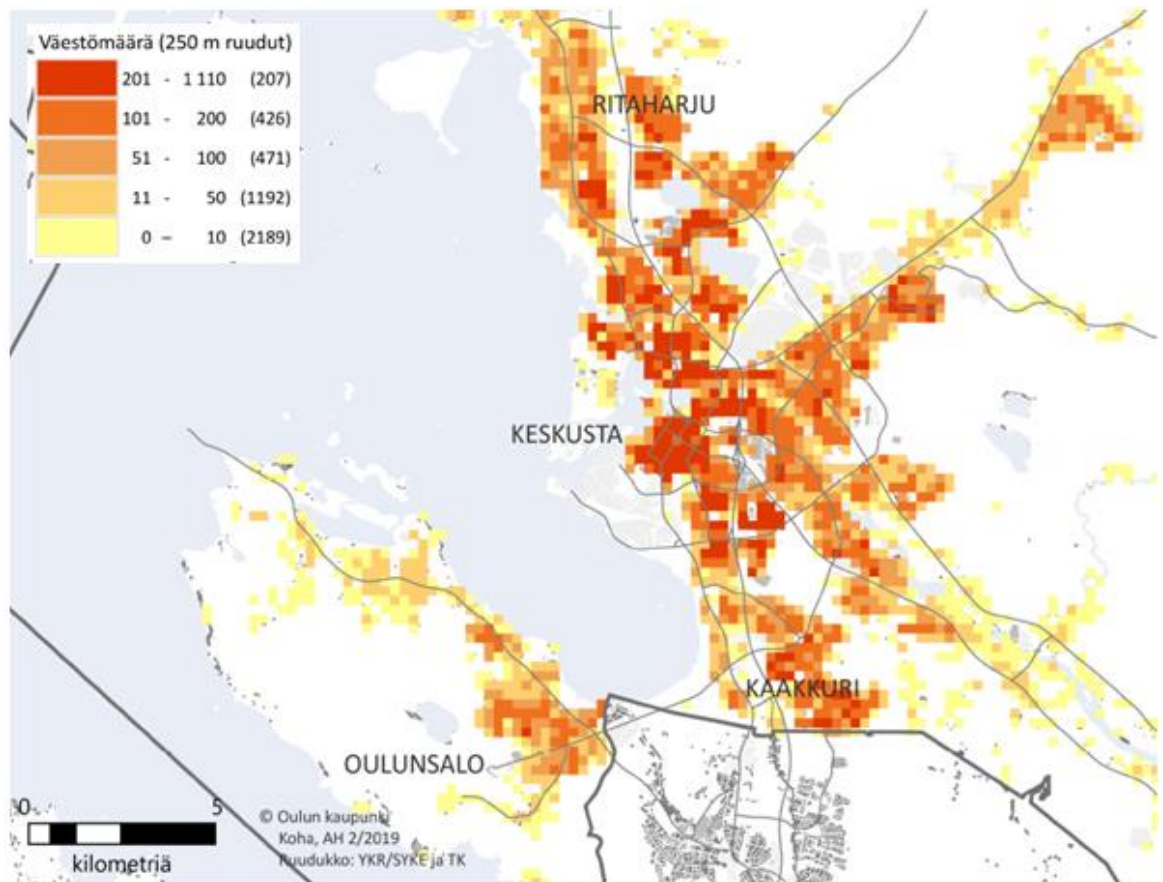 Väestömäärä (250 m ruudut)
201 - 1 110 (207)
101 - 200 (426)
51 - 100 (471)
11 - 50 (1192)
0 – 10 (2189)
RITAHARJU
KESKUSTA
KAAKKURI
OULUNSALO
0 5
kilometriä
© Oulun kaupunki
Koha, AH 2/2019
Ruudukko: YKR/SYKE ja TK